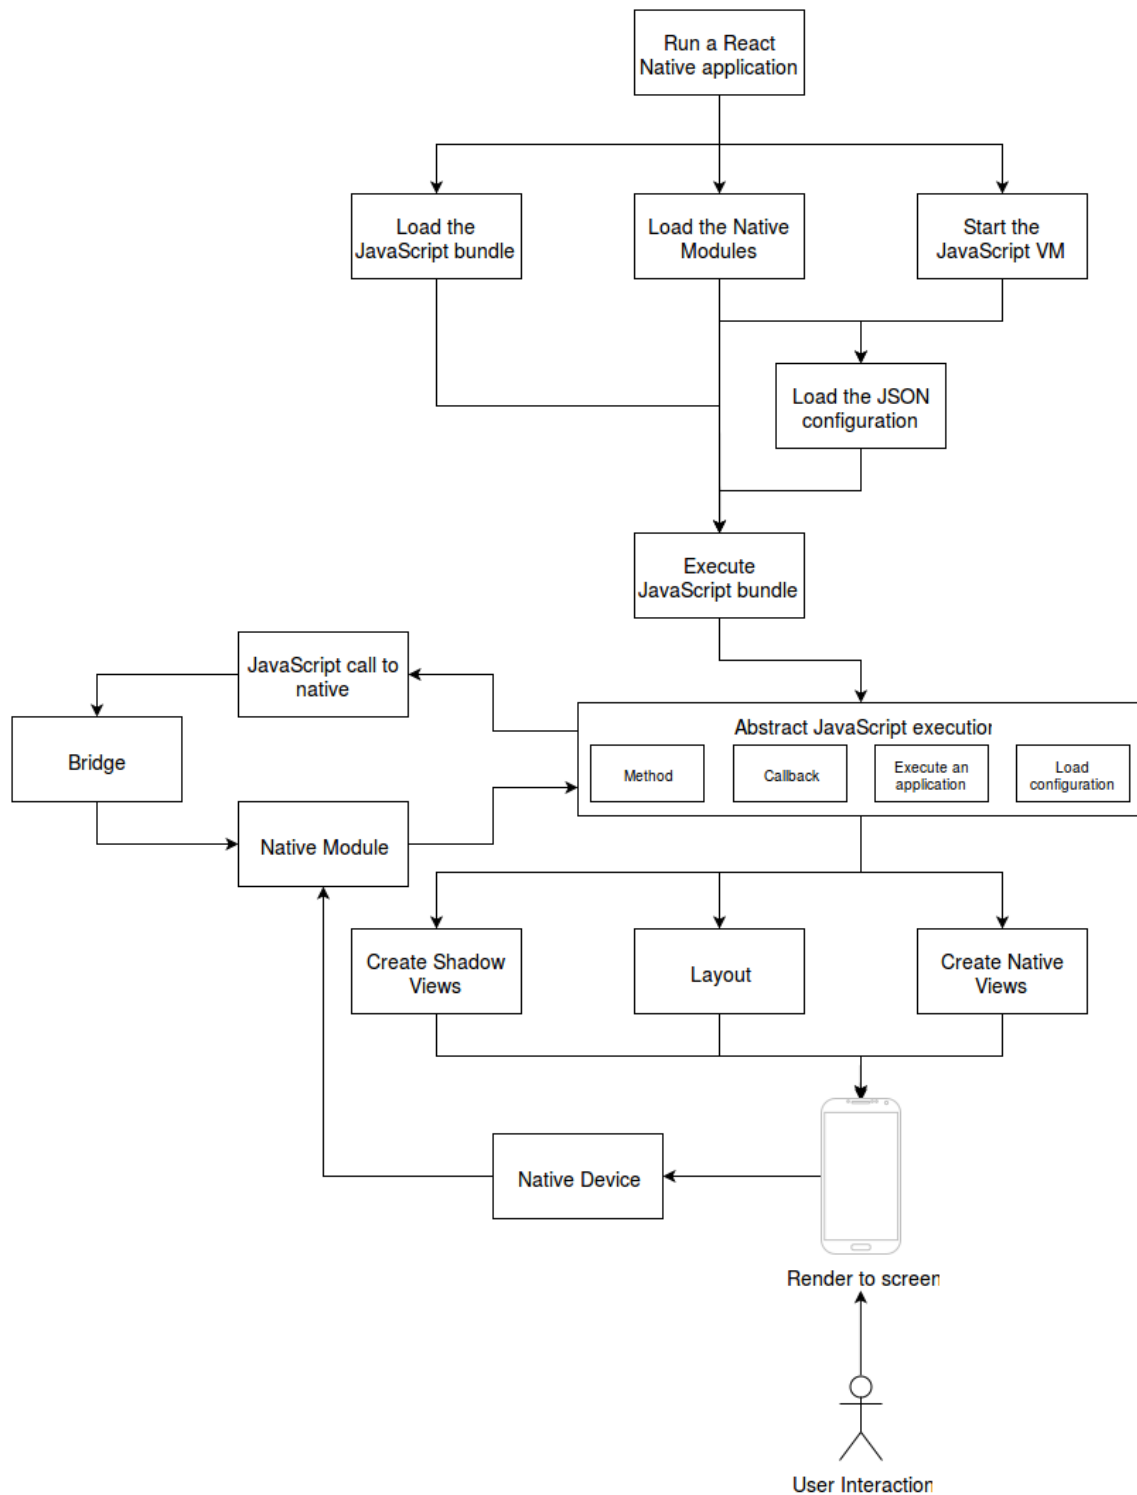 Run a React
Native application
Load the
JavaScript bundle
Load the Native
Modules
Start the
JavaScript VM
Load the JSON
configuration
Execute
JavaScript bundle
JavaScript call to
native
Bridge
Native Module
Abstract JavaScript execution
Method
Callback
Execute an
application
Load
configuration
Create Shadow
Views
Layout
Create Native
Views
Native Device
Render to screen
User Interaction